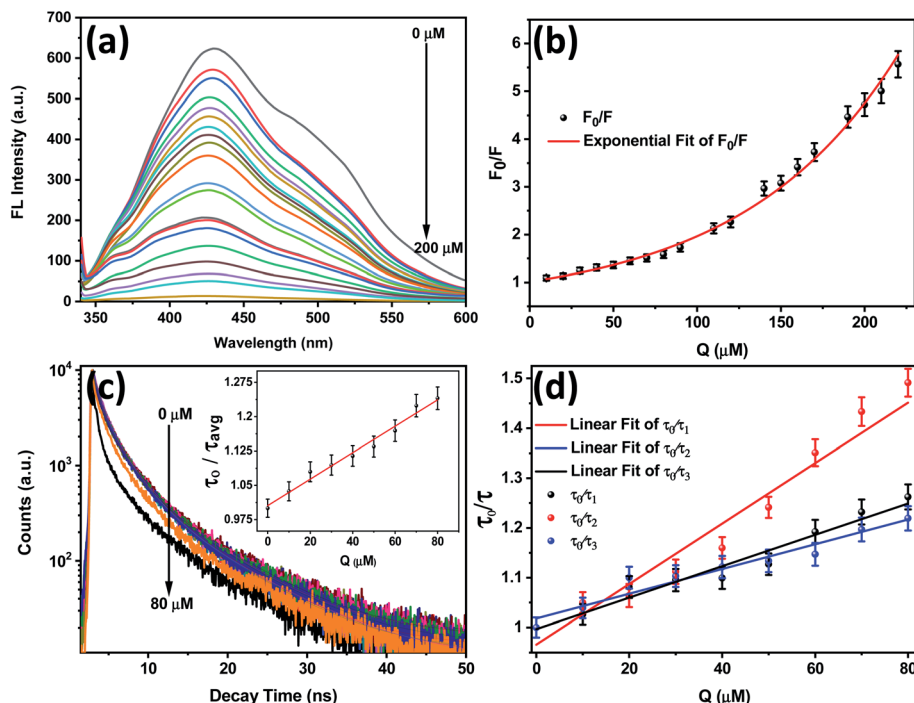 (a)
0 μM
200 μM
FL Intensity (a.u.)
700
600
500
400
300
200
100
0
350 400 450 500 550 600
Wavelength (nm)
(b)
F0/F
Exponential Fit of F0/F
F0/F
6
5
4
3
2
1
0
0 50 100 150 200
Q (μM)
(c)
0 μM
80 μM
Counts (a.u.)
10^4
10^3
10^2
10 20 30 40 50
Decay Time (ns)
τ0 / τavg
1.275
1.2
1.125
1.05
0.975
0 20 40 60 80
Q (μM)
(d)
Linear Fit of τ0/τ1
Linear Fit of τ0/τ2
Linear Fit of τ0/τ3
τ0/τ1
τ0/τ2
τ0/τ3
τ0/τ
1.5
1.4
1.3
1.2
1.1
1
0 20 40 60 80
Q (μM)